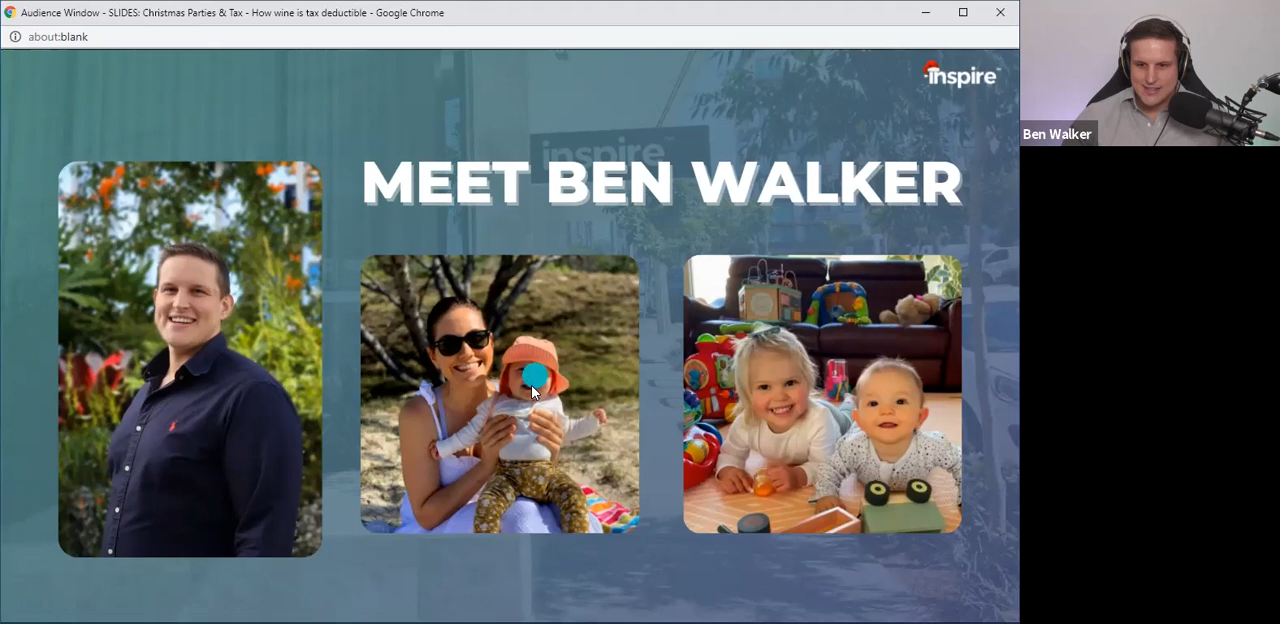 Audience Window - SLIDES: Christmas Parties & Tax - How wine is tax deductible - Google Chrome
about:blank
inspire
inspire
MEET BEN WALKER
Ben Walker